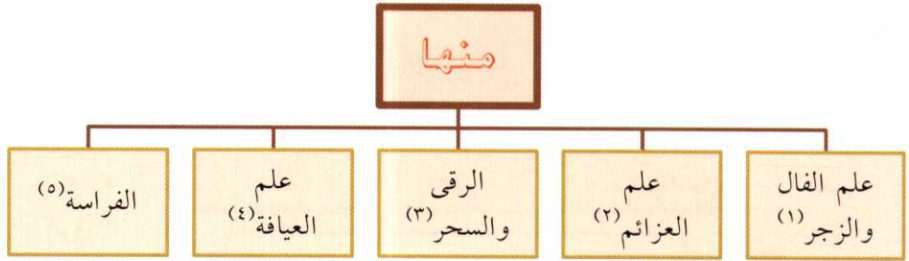 منها
علم الفال
والزجر (١)
علم
العزائم (٢)
الرقى
والسحر (٣)
علم
العيافة (٤)
الفراسة (٥)